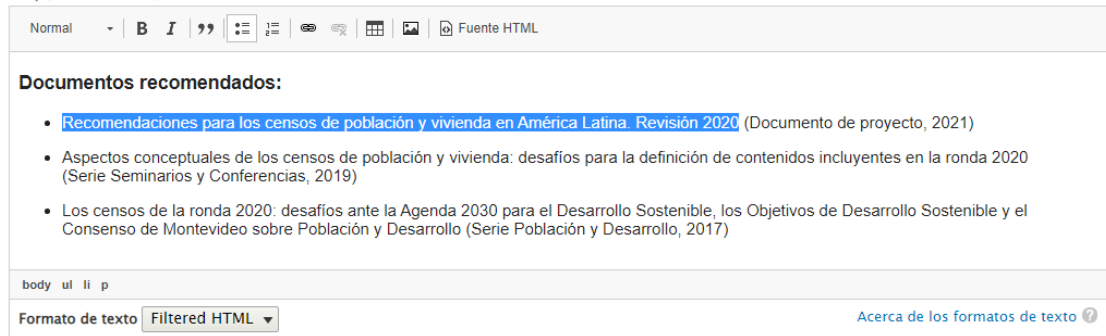 Normal B I Fuente HTML
Documentos recomendados:
• Recomendaciones para los censos de población y vivienda en América Latina. Revisión 2020 (Documento de proyecto, 2021)
• Aspectos conceptuales de los censos de población y vivienda: desafíos para la definición de contenidos incluyentes en la ronda 2020
(Serie Seminarios y Conferencias, 2019)
• Los censos de la ronda 2020: desafíos ante la Agenda 2030 para el Desarrollo Sostenible, los Objetivos de Desarrollo Sostenible y el
Consenso de Montevideo sobre Población y Desarrollo (Serie Población y Desarrollo, 2017)
body ul li p
Formato de texto Filtered HTML Acerca de los formatos de texto ?